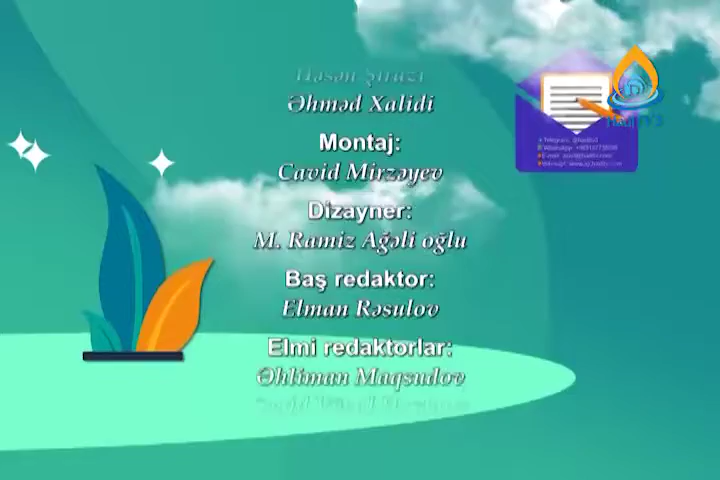 Həsən Şirazi
Əhməd Xalidi
Montaj:
Cavid Mirzəyev
Dizayner:
M. Ramiz Ağəli oğlu
Baş redaktor:
Elman Rəsulov
Elmi redaktorlar:
Əhliman Maqsudov